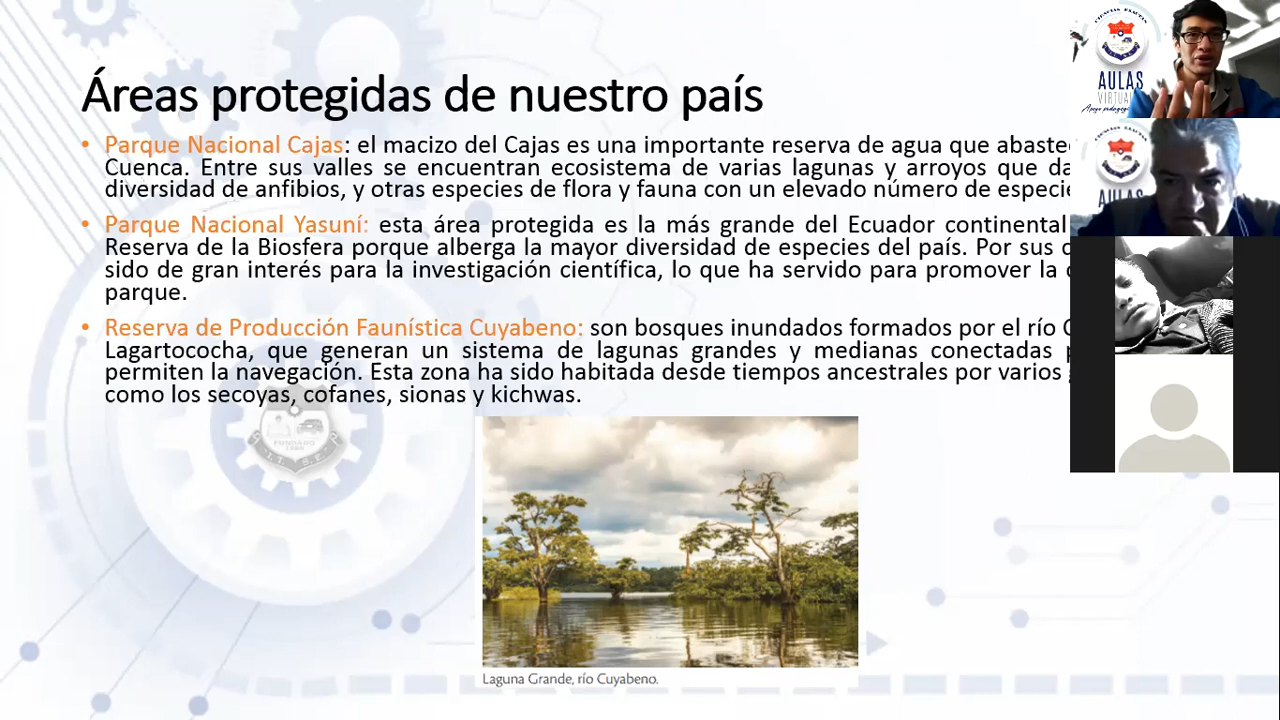 Áreas protegidas de nuestro país
• Parque Nacional Cajas: el macizo del Cajas es una importante reserva de agua que
Cuenca. Entre sus valles se encuentran ecosistema de varias lagunas y arroyos que
diversidad de anfibios, y otras especies de flora y fauna con un elevado número de
• Parque Nacional Yasuní: esta área protegida es la más grande del Ecuador continental
Reserva de la Biosfera porque alberga la mayor diversidad de especies del país. Por sus
sido de gran interés para la investigación científica, lo que ha servido para promover la
parque.
• Reserva de Producción Faunística Cuyabeno: son bosques inundados formados por el río
Lagartococha, que generan un sistema de lagunas grandes y medianas conectadas
permiten la navegación. Esta zona ha sido habitada desde tiempos ancestrales por varios
como los secoyas, cofanes, sionas y kichwas.
FUNDADO
Laguna Grande, río Cuyabeno.
CIENCIAS EXACTAS
AULAS
AULAS